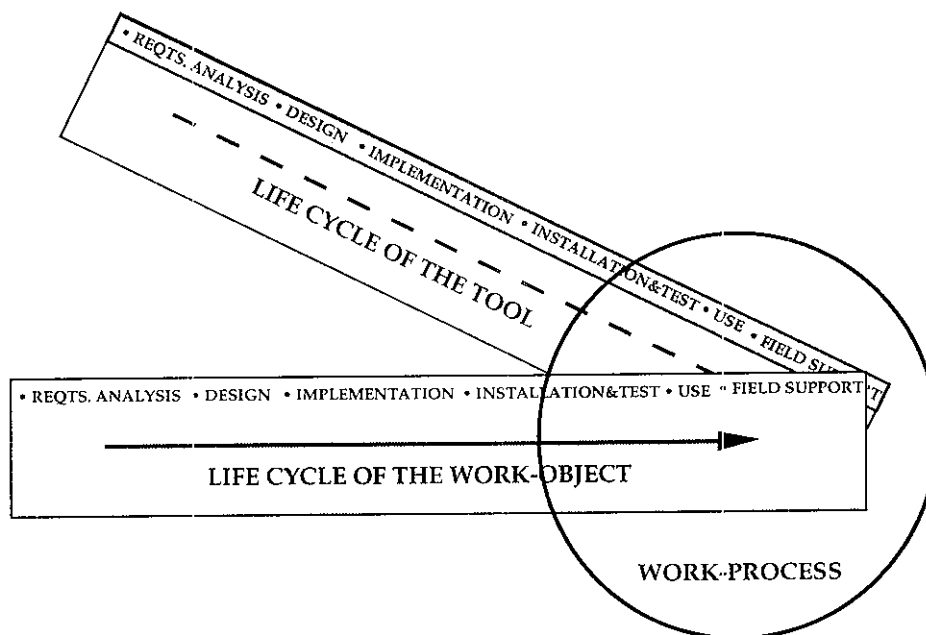 • REQTS. ANALYSIS • DESIGN • IMPLEMENTATION • INSTALLATION&TEST • USE • FIELD SUPPORT
LIFE CYCLE OF THE TOOL
• REQTS. ANALYSIS • DESIGN • IMPLEMENTATION • INSTALLATION&TEST • USE " FIELD SUPPORT
LIFE CYCLE OF THE WORK-OBJECT
WORK-PROCESS